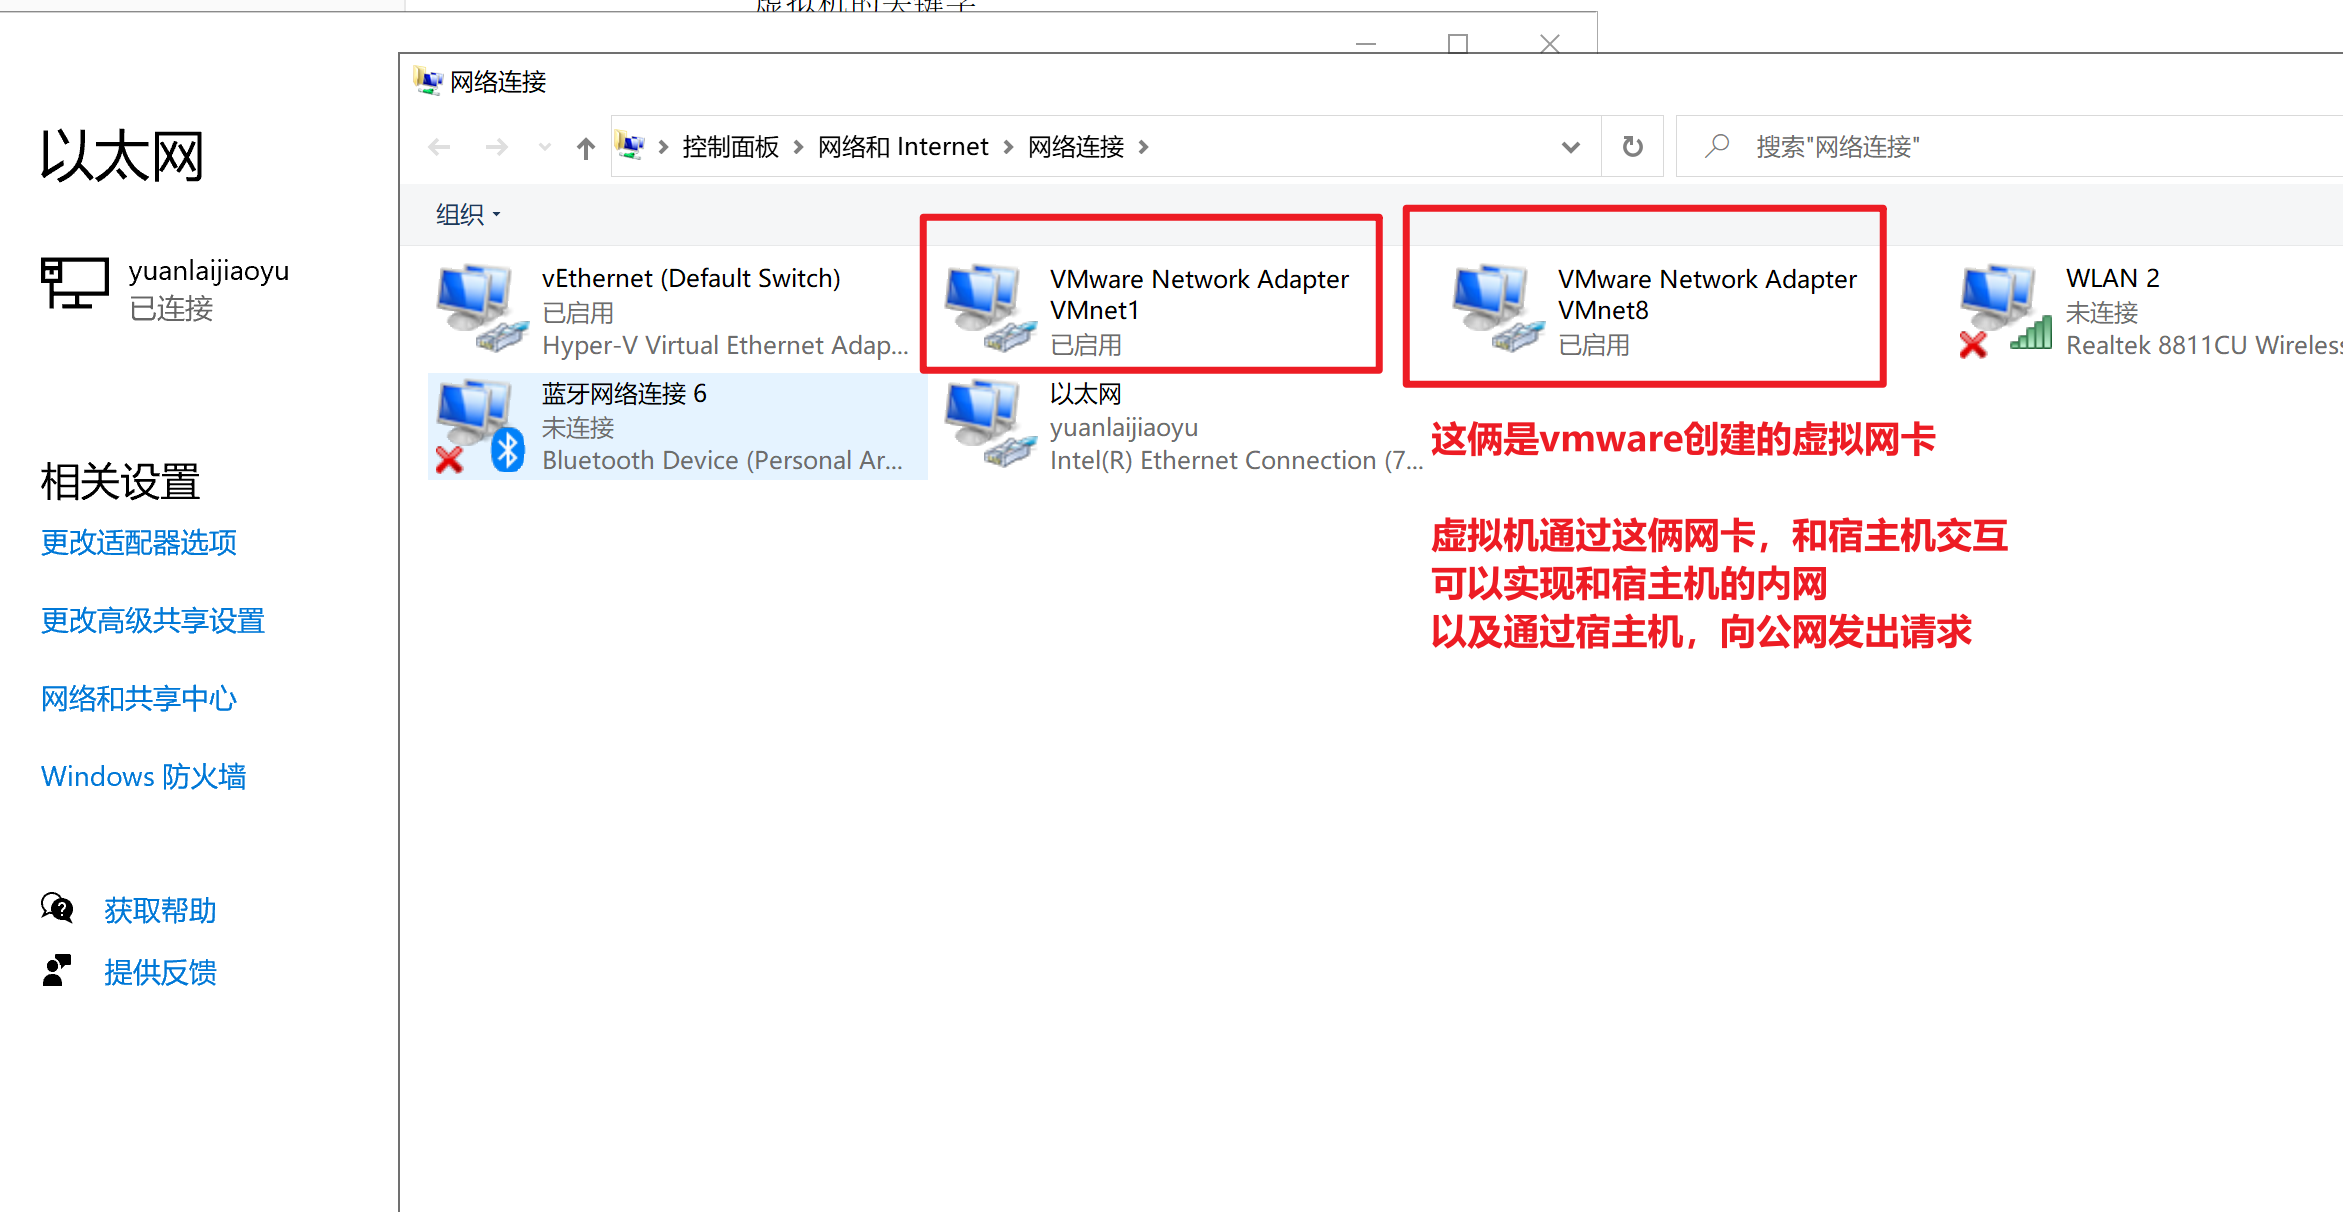 虚拟机的关键字
网络连接
控制面板 网络和 Internet 网络连接
搜索"网络连接"
组织
以太网
yuanlaijiaoyu
已连接
相关设置
更改适配器选项
更改高级共享设置
网络和共享中心
Windows 防火墙
获取帮助
提供反馈
vEthernet (Default Switch)
已启用
Hyper-V Virtual Ethernet Adap...
VMware Network Adapter
VMnet1
已启用
VMware Network Adapter
VMnet8
已启用
WLAN 2
未连接
Realtek 8811CU Wireless
蓝牙网络连接 6
未连接
Bluetooth Device (Personal Ar...
以太网
yuanlaijiaoyu
Intel(R) Ethernet Connection (7...
这俩是vmware创建的虚拟网卡
虚拟机通过这俩网卡，和宿主机交互
可以实现和宿主机的内网
以及通过宿主机，向公网发出请求